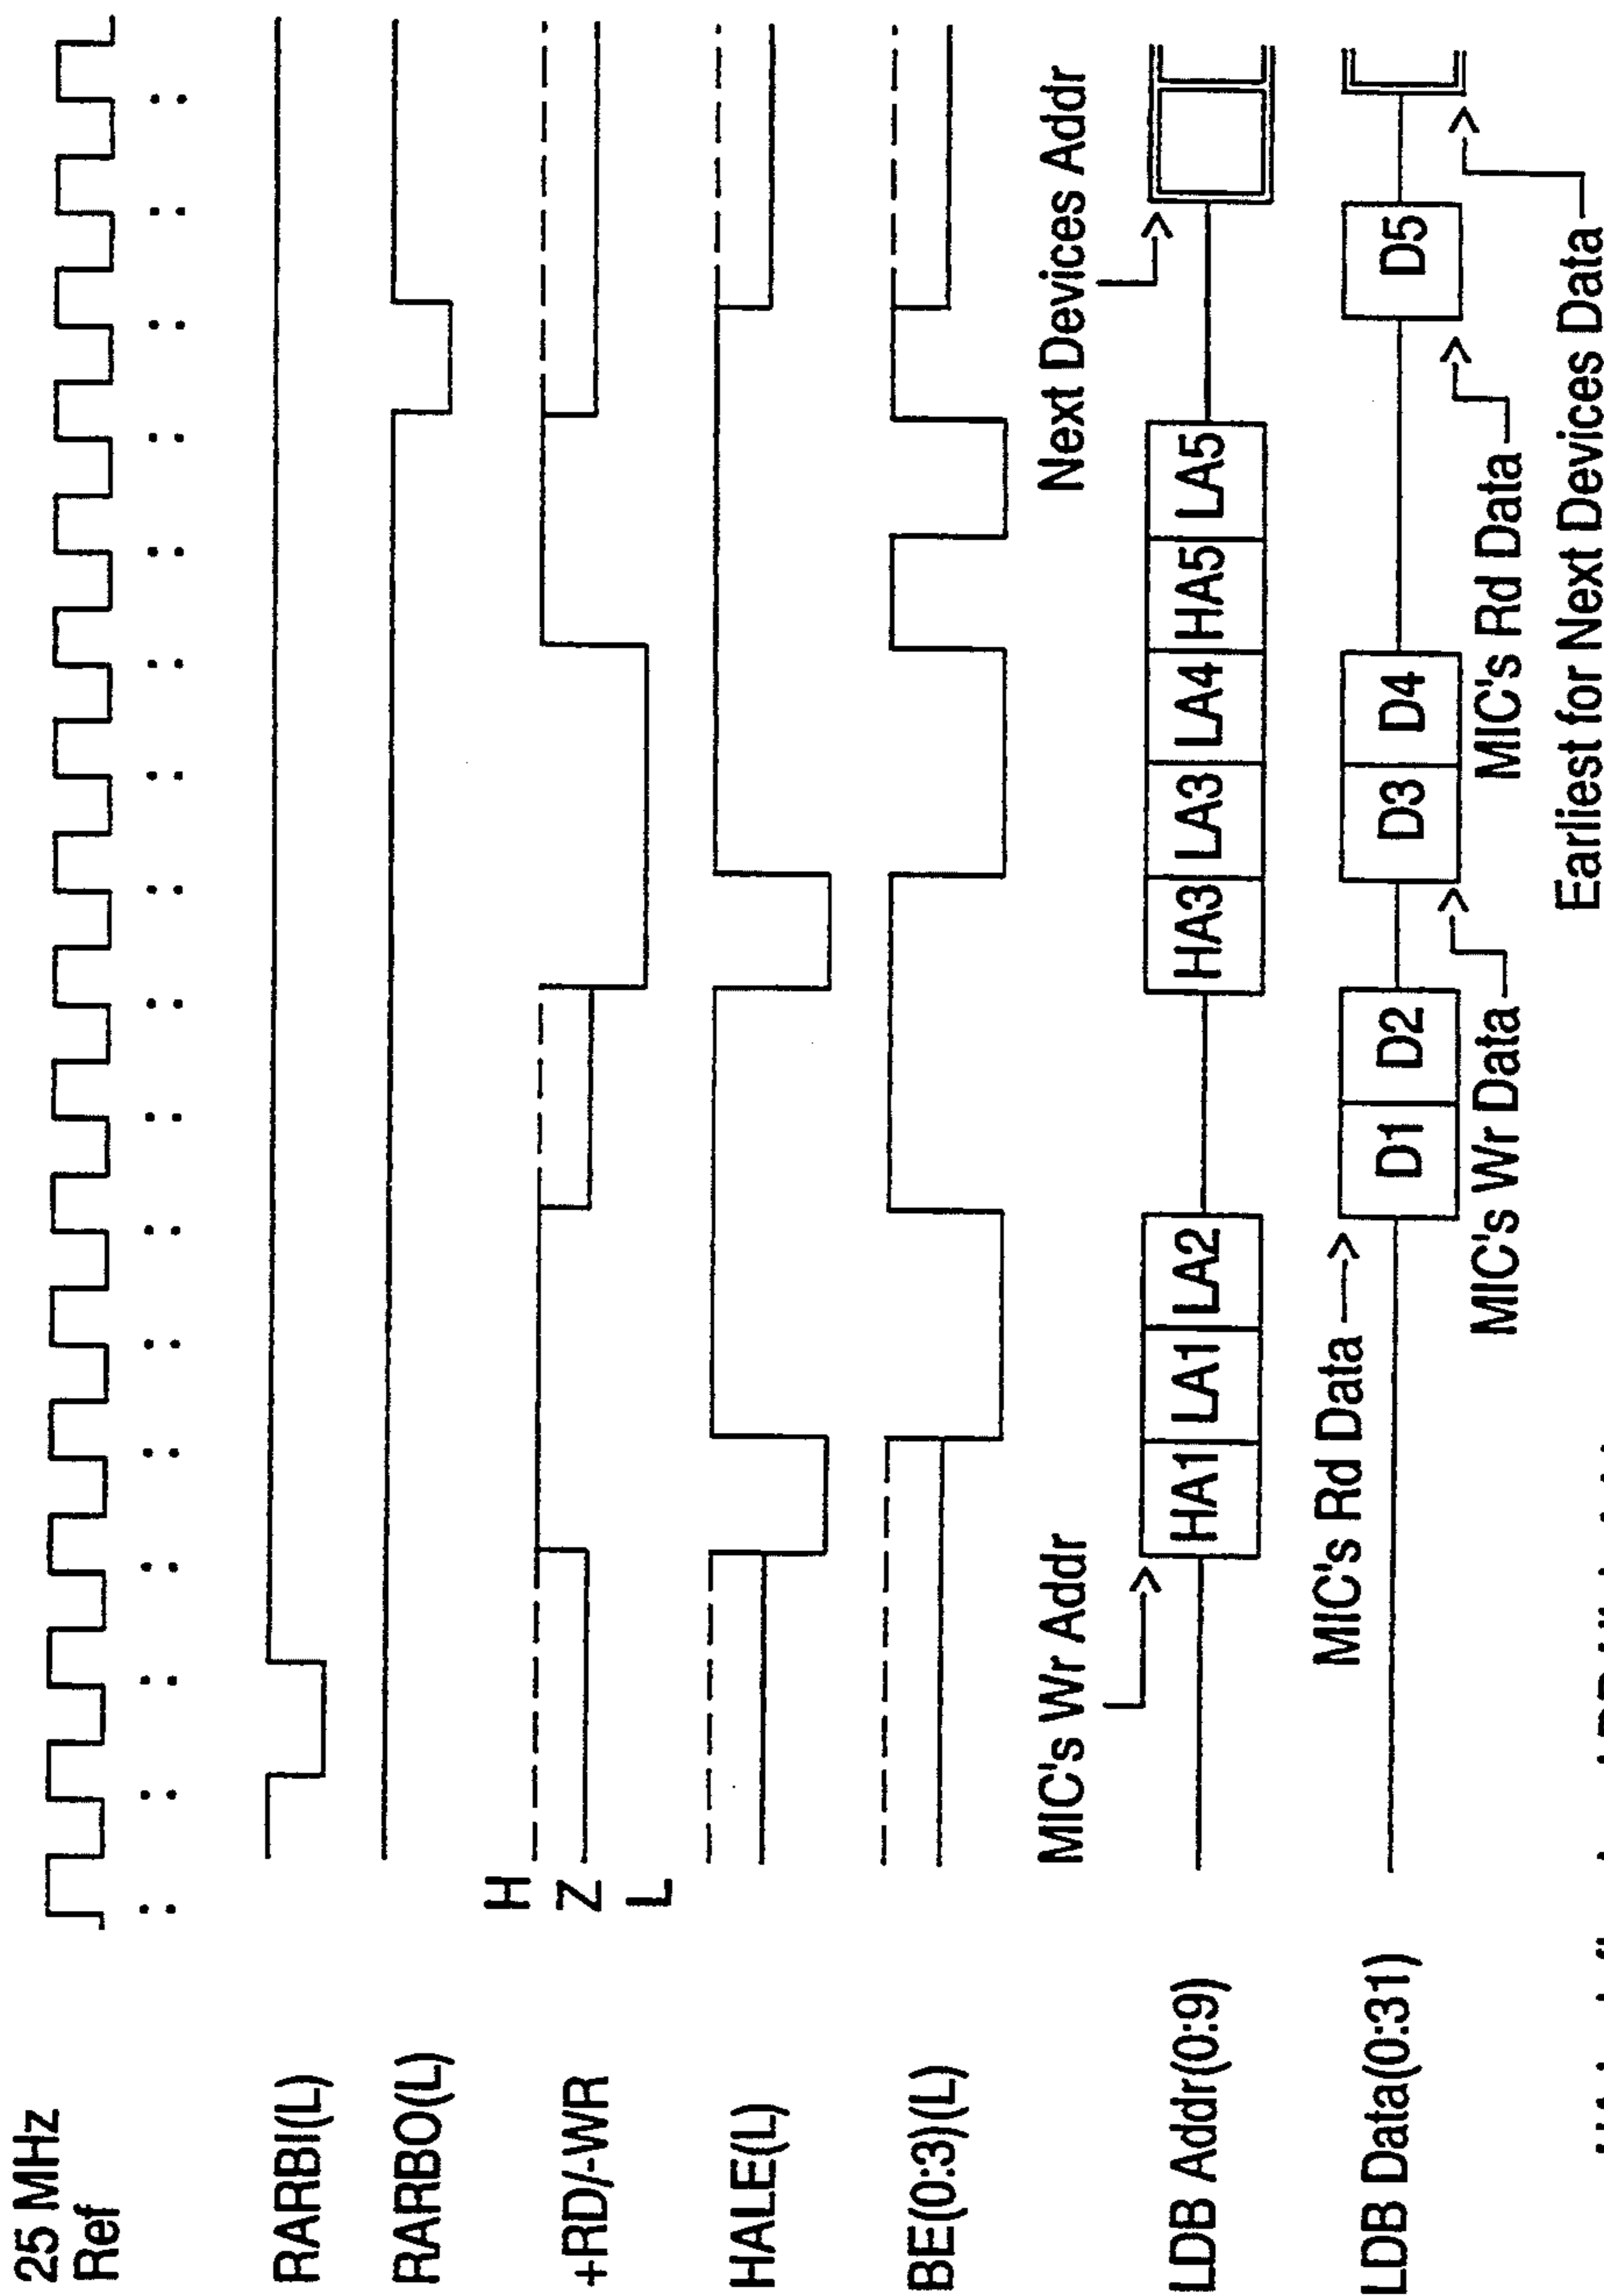 25 MHz
Ref
RARBI(L)
RARBO(L)
H
+RD/-WR Z
L
HALE(L)
BE(0:3)(L)
MIC's Wr Addr
Next Devices Addr
LDB Addr(0:9) HA1 LA1 LA2 HA3 LA3 LA4 HA5 LA5
MIC's Rd Data
LDB Data(0:31) D1 D2 D3 D4 D5
MIC's Wr Data MIC's Rd Data
Earliest for Next Devices Data